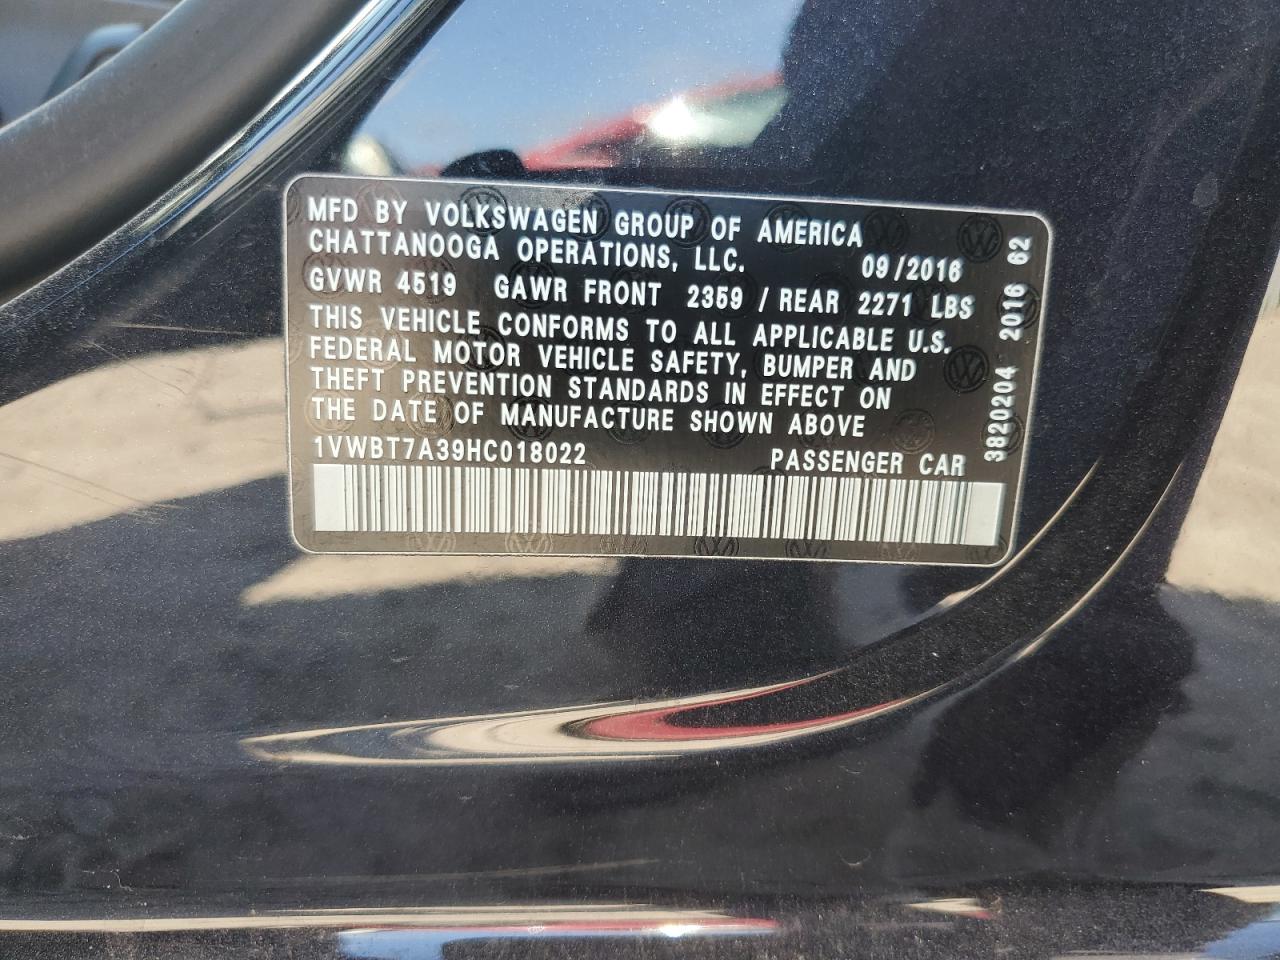 MFD BY VOLKSWAGEN GROUP OF AMERICA
CHATTANOOGA OPERATIONS, LLC. 09/2016
GVWR 4519 GAWR FRONT 2359 / REAR 2271 LBS
THIS VEHICLE CONFORMS TO ALL APPLICABLE U.S.
FEDERAL MOTOR VEHICLE SAFETY, BUMPER AND
THEFT PREVENTION STANDARDS IN EFFECT ON
THE DATE OF MANUFACTURE SHOWN ABOVE
1VWBT7A39HC018022 PASSENGER CAR
3820204 2016 62